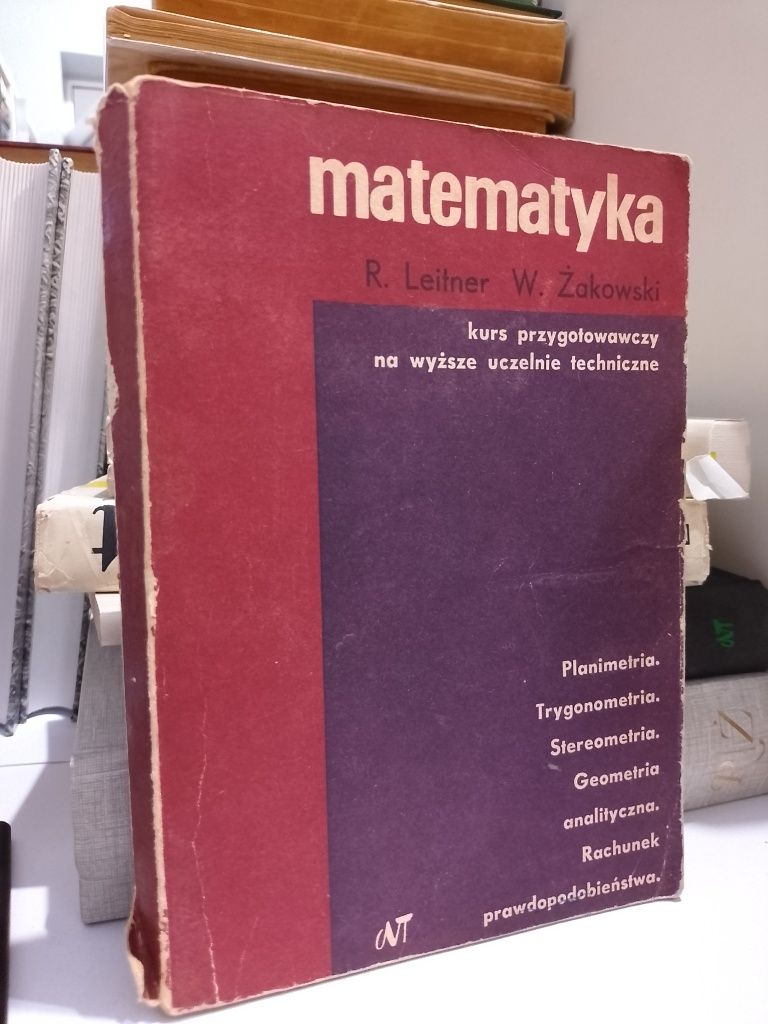 matematyka
R. Leitner W. Żakowski
kurs przygotowawczy
na wyższe uczelnie techniczne
Planimetria.
Trygonometria.
Stereometria.
Geometria
analityczna.
Rachunek
prawdopodobieństwa.
WNT